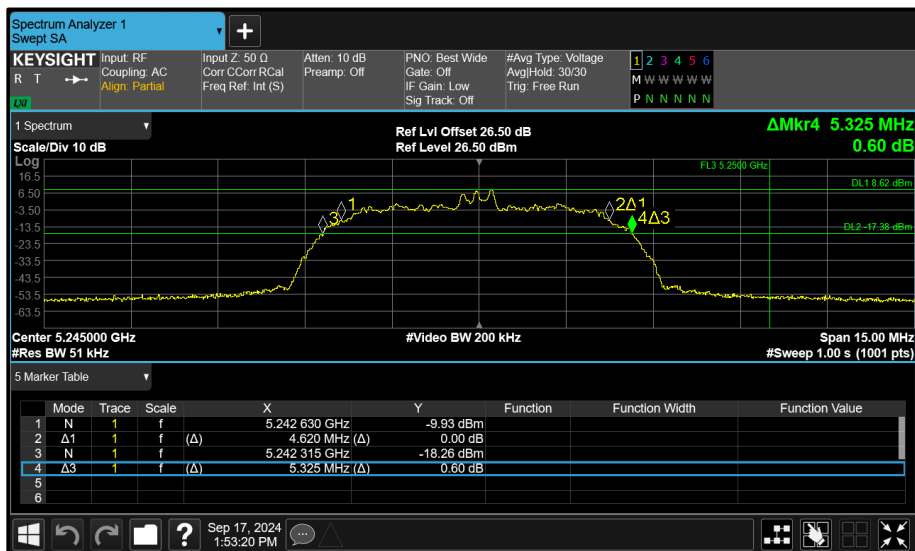 Spectrum Analyzer 1
Swept SA
KEYSIGHT
R T
LXI
Input: RF
Coupling: AC
Align: Partial
Input Z: 50 Ω
Corr CCorr RCal
Freq Ref: Int (S)
Atten: 10 dB
Preamp: Off
PNO: Best Wide
Gate: Off
IF Gain: Low
Sig Track: Off
#Avg Type: Voltage
Avg|Hold: 30/30
Trig: Free Run
1 2 3 4 5 6
M W W W W W
P N N N N N
1 Spectrum
Scale/Div 10 dB
Ref Lvl Offset 26.50 dB
Ref Level 26.50 dBm
ΔMkr4 5.325 MHz
0.60 dB
Log
FL3 5.2500 GHz
16.5
DL1 8.62 dBm
6.50
-3.50
1
2Δ1
3
4Δ3
-13.5
DL2 -17.38 dBm
-23.5
-33.5
-43.5
-53.5
-63.5
Center 5.245000 GHz
#Video BW 200 kHz
Span 15.00 MHz
#Res BW 51 kHz
#Sweep 1.00 s (1001 pts)
5 Marker Table
Mode Trace Scale X Y Function Function Width Function Value
1 N 1 f 5.242 630 GHz -9.93 dBm
2 Δ1 1 f (Δ) 4.620 MHz (Δ) 0.00 dB
3 N 1 f 5.242 315 GHz -18.26 dBm
4 Δ3 1 f (Δ) 5.325 MHz (Δ) 0.60 dB
5
6
?
Sep 17, 2024
1:53:20 PM